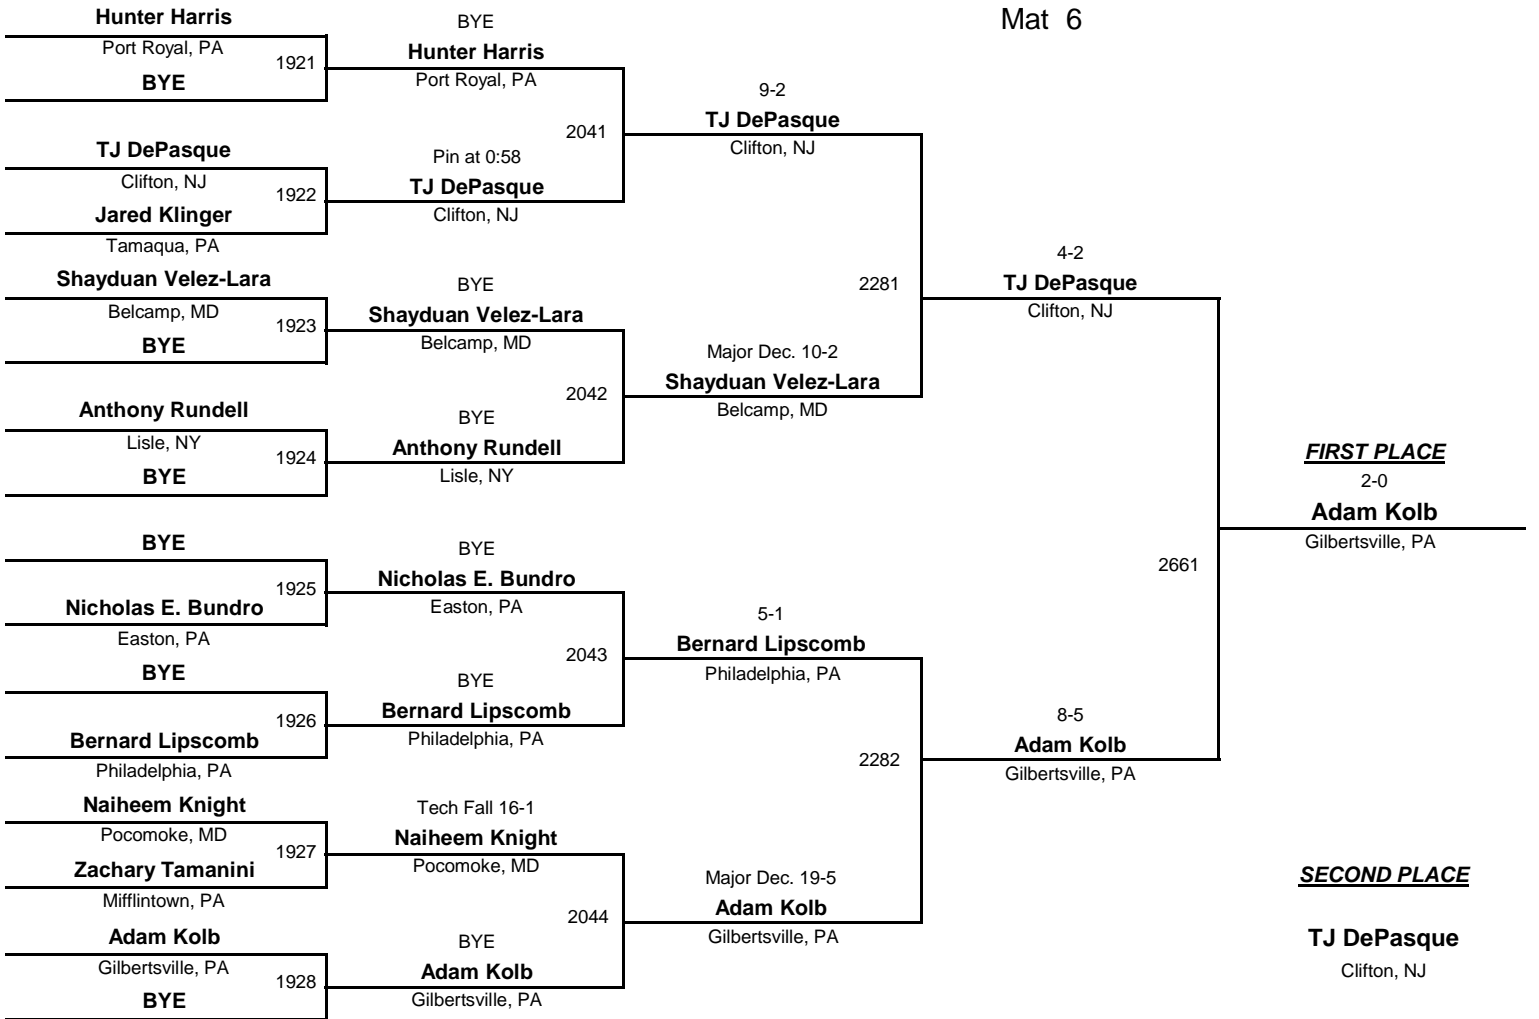 Mat 6
Hunter Harris
Port Royal, PA
1921
BYE
TJ DePasque
Clifton, NJ
1922
Jared Klinger
Tamaqua, PA
Shayduan Velez-Lara
Belcamp, MD
1923
BYE
Anthony Rundell
Lisle, NY
1924
BYE
BYE
1925
Nicholas E. Bundro
Easton, PA
BYE
1926
Bernard Lipscomb
Philadelphia, PA
Naiheem Knight
Pocomoke, MD
1927
Zachary Tamanini
Mifflintown, PA
Adam Kolb
Gilbertsville, PA
1928
BYE
BYE
Hunter Harris
Port Royal, PA
2041
Pin at 0:58
TJ DePasque
Clifton, NJ
BYE
Shayduan Velez-Lara
Belcamp, MD
2042
BYE
Anthony Rundell
Lisle, NY
BYE
Nicholas E. Bundro
Easton, PA
2043
BYE
Bernard Lipscomb
Philadelphia, PA
Tech Fall 16-1
Naiheem Knight
Pocomoke, MD
2044
BYE
Adam Kolb
Gilbertsville, PA
9-2
TJ DePasque
Clifton, NJ
2281
Major Dec. 10-2
Shayduan Velez-Lara
Belcamp, MD
5-1
Bernard Lipscomb
Philadelphia, PA
2282
Major Dec. 19-5
Adam Kolb
Gilbertsville, PA
4-2
TJ DePasque
Clifton, NJ
2661
8-5
Adam Kolb
Gilbertsville, PA
FIRST PLACE
2-0
Adam Kolb
Gilbertsville, PA
SECOND PLACE
TJ DePasque
Clifton, NJ